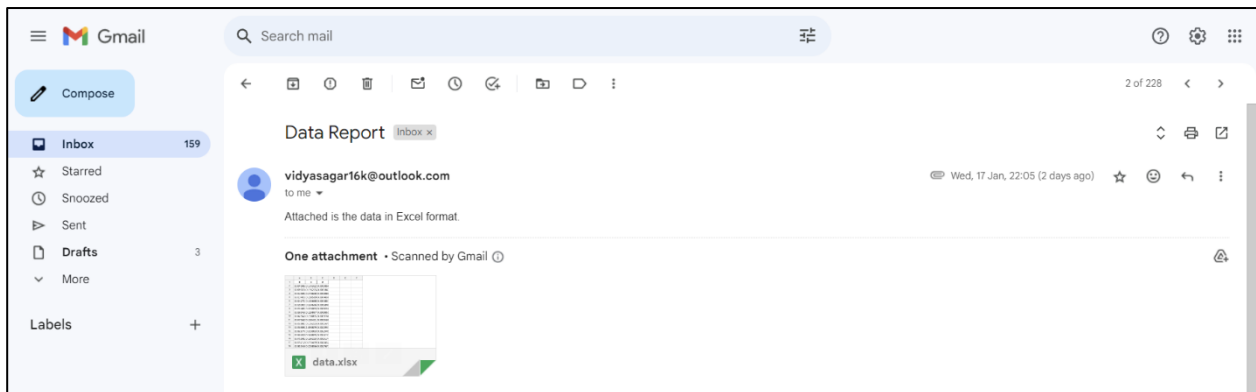 Gmail
Search mail
Compose
2 of 228
Inbox 159
Data Report Inbox ×
Starred
vidyasagar16k@outlook.com Wed, 17 Jan, 22:05 (2 days ago)
to me
Snoozed
Attached is the data in Excel format.
Sent
Drafts 3
One attachment • Scanned by Gmail
More
Labels +
X data.xlsx